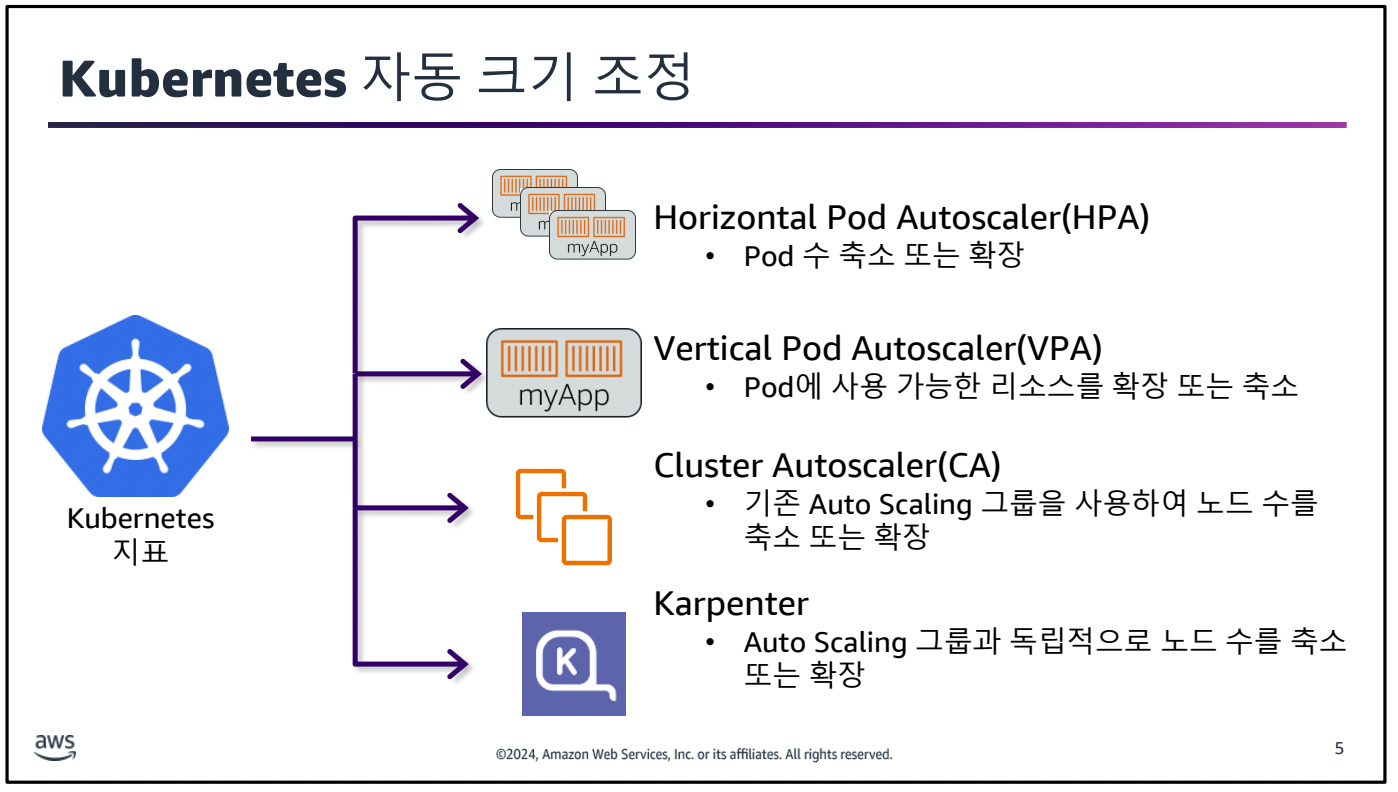 Kubernetes 자동 크기 조정
myApp
Horizontal Pod Autoscaler(HPA)
• Pod 수 축소 또는 확장
myApp
Vertical Pod Autoscaler(VPA)
• Pod에 사용 가능한 리소스를 확장 또는 축소
Kubernetes
지표
Cluster Autoscaler(CA)
• 기존 Auto Scaling 그룹을 사용하여 노드 수를
축소 또는 확장
K
Karpenter
• Auto Scaling 그룹과 독립적으로 노드 수를 축소
또는 확장
aws
©2024, Amazon Web Services, Inc. or its affiliates. All rights reserved.
5